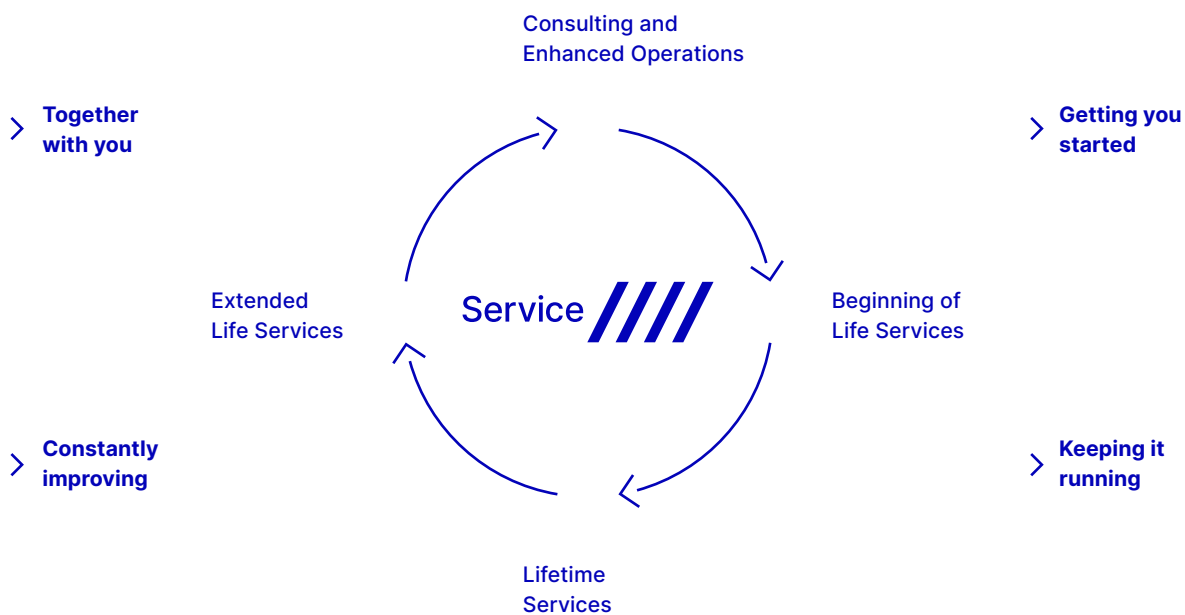 Consulting and
Enhanced Operations
Together
with you
Getting you
started
Extended
Life Services
Service
Beginning of
Life Services
Constantly
improving
Keeping it
running
Lifetime
Services